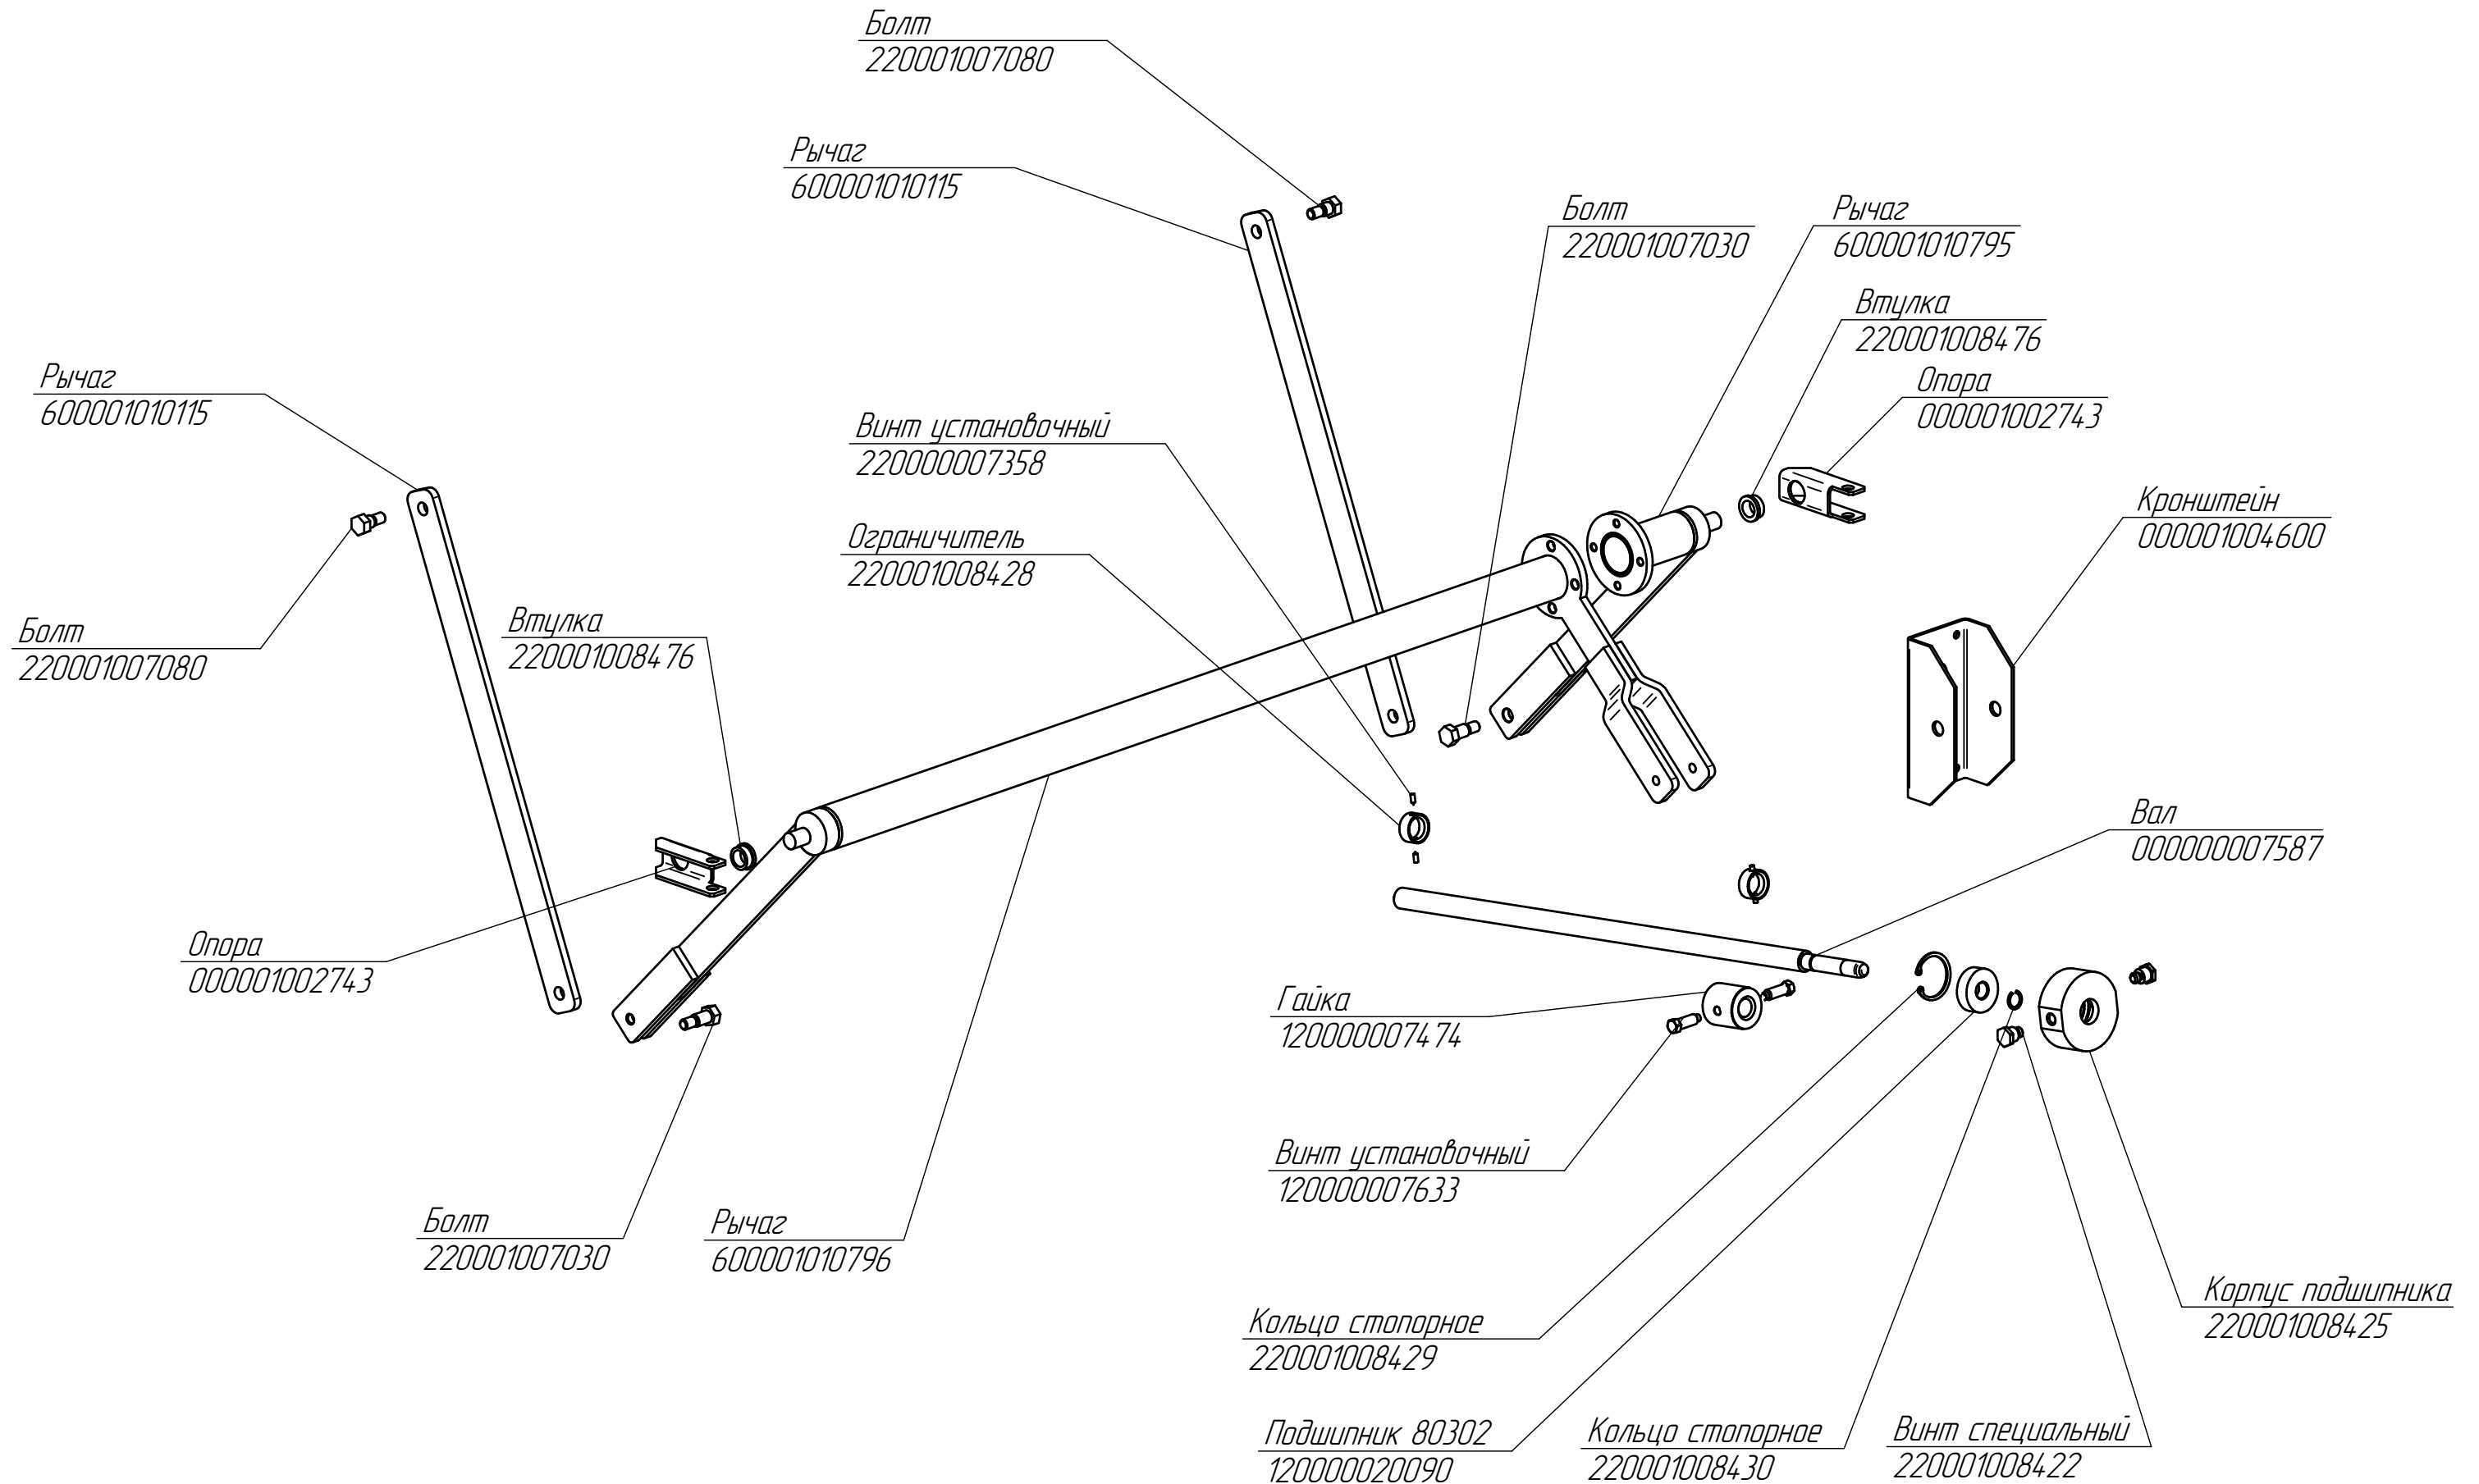 Болт
220001007080
Рычаг
600001010115
Болт
220001007030
Рычаг
600001010795
Втулка
220001008476
Опора
000001002743
Рычаг
600001010115
Винт установочный
220000007358
Кронштейн
000001004600
Ограничитель
220001008428
Болт
220001007080
Втулка
220001008476
Вал
000000007587
Опора
000001002743
Гайка
120000007474
Винт установочный
120000007633
Болт
220001007030
Рычаг
600001010796
Корпус подшипника
220001008425
Кольцо стопорное
220001008429
Подшипник 80302
120000020090
Кольцо стопорное
220001008430
Винт специальный
220001008422